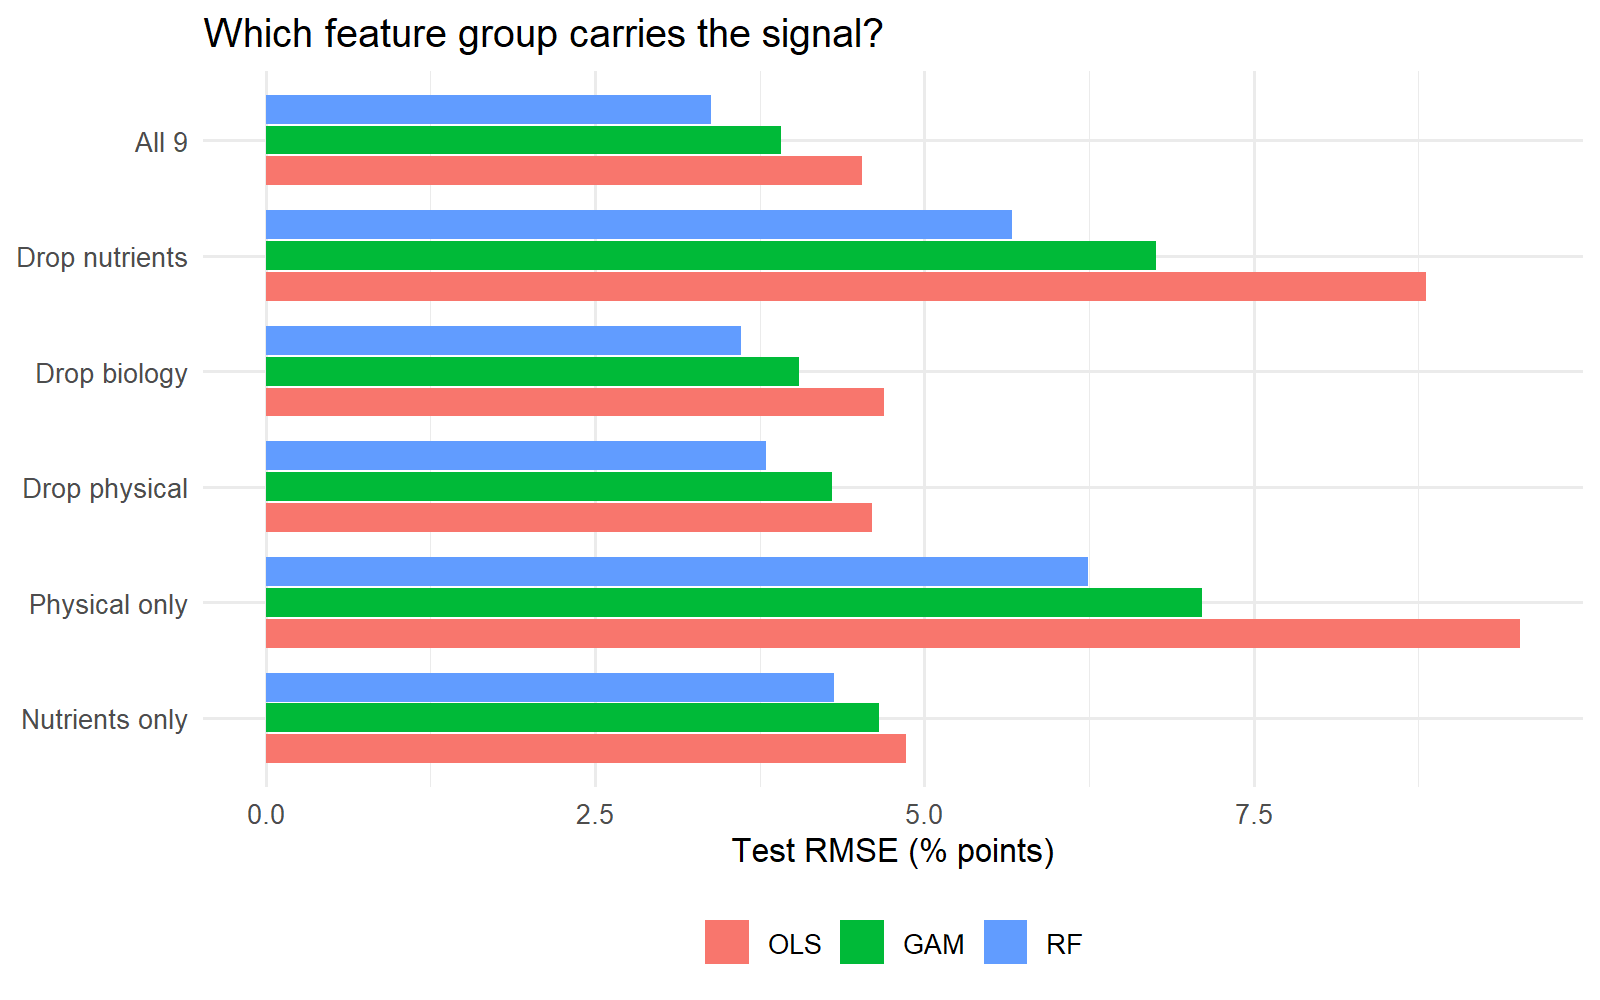 Which feature group carries the signal?
All 9
Drop nutrients
Drop biology
Drop physical
Physical only
Nutrients only
0.0 2.5 5.0 7.5
Test RMSE (% points)
OLS GAM RF